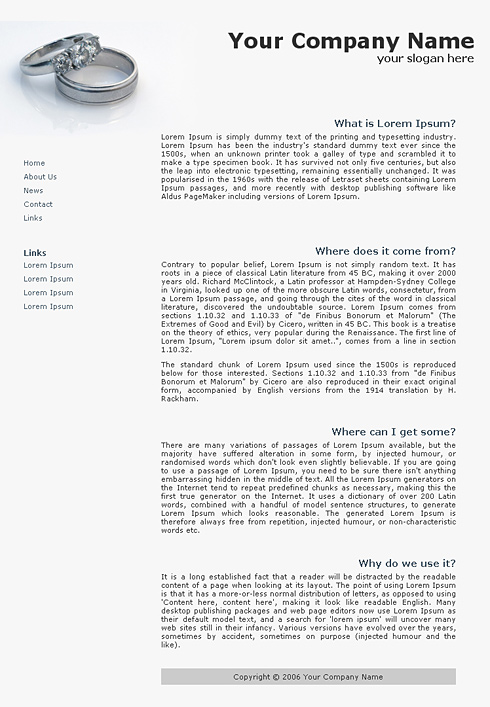 Your Company Name
your slogan here
Home
About Us
News
Contact
Links
Links
Lorem Ipsum
Lorem Ipsum
Lorem Ipsum
Lorem Ipsum
What is Lorem Ipsum?
Lorem Ipsum is simply dummy text of the printing and typesetting industry.
Lorem Ipsum has been the industry's standard dummy text ever since the
1500s, when an unknown printer took a galley of type and scrambled it to
make a type specimen book. It has survived not only five centuries, but also
the leap into electronic typesetting, remaining essentially unchanged. It was
popularised in the 1960s with the release of Letraset sheets containing Lorem
Ipsum passages, and more recently with desktop publishing software like
Aldus PageMaker including versions of Lorem Ipsum.
Where does it come from?
Contrary to popular belief, Lorem Ipsum is not simply random text. It has
roots in a piece of classical Latin literature from 45 BC, making it over 2000
years old. Richard McClintock, a Latin professor at Hampden-Sydney College
in Virginia, looked up one of the more obscure Latin words, consectetur, from
a Lorem Ipsum passage, and going through the cites of the word in classical
literature, discovered the undoubtable source. Lorem Ipsum comes from
sections 1.10.32 and 1.10.33 of "de Finibus Bonorum et Malorum" (The
Extremes of Good and Evil) by Cicero, written in 45 BC. This book is a treatise
on the theory of ethics, very popular during the Renaissance. The first line of
Lorem Ipsum, "Lorem ipsum dolor sit amet..", comes from a line in section
1.10.32.
The standard chunk of Lorem Ipsum used since the 1500s is reproduced
below for those interested. Sections 1.10.32 and 1.10.33 from "de Finibus
Bonorum et Malorum" by Cicero are also reproduced in their exact original
form, accompanied by English versions from the 1914 translation by H.
Rackham.
Where can I get some?
There are many variations of passages of Lorem Ipsum available, but the
majority have suffered alteration in some form, by injected humour, or
randomised words which don't look even slightly believable. If you are going
to use a passage of Lorem Ipsum, you need to be sure there isn't anything
embarrassing hidden in the middle of text. All the Lorem Ipsum generators on
the Internet tend to repeat predefined chunks as necessary, making this the
first true generator on the Internet. It uses a dictionary of over 200 Latin
words, combined with a handful of model sentence structures, to generate
Lorem Ipsum which looks reasonable. The generated Lorem Ipsum is
therefore always free from repetition, injected humour, or non-characteristic
words etc.
Why do we use it?
It is a long established fact that a reader will be distracted by the readable
content of a page when looking at its layout. The point of using Lorem Ipsum
is that it has a more-or-less normal distribution of letters, as opposed to using
'Content here, content here', making it look like readable English. Many
desktop publishing packages and web page editors now use Lorem Ipsum as
their default model text, and a search for 'lorem ipsum' will uncover many
web sites still in their infancy. Various versions have evolved over the years,
sometimes by accident, sometimes on purpose (injected humour and the
like).
Copyright © 2006 Your Company Name